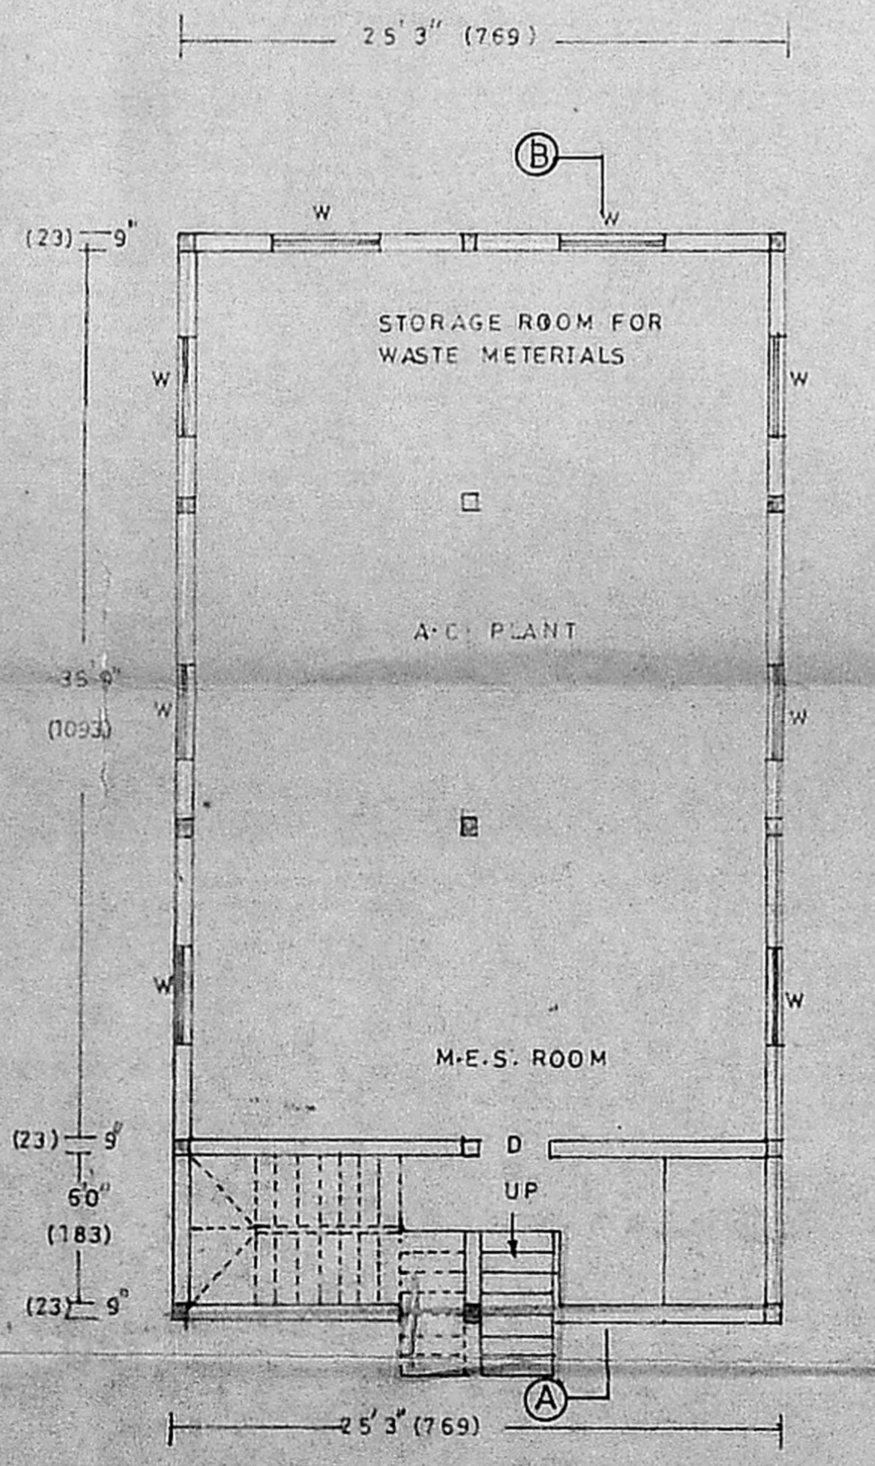 25' 3" (769)
B
W W
(23) 9"
STORAGE ROOM FOR
WASTE METERIALS
W W
A.C. PLANT
35'9"
W W
(1093)
W W
M.E.S. ROOM
(23) 9"
D
6'0"
UP
(183)
(23) 9"
A
25' 3" (769)